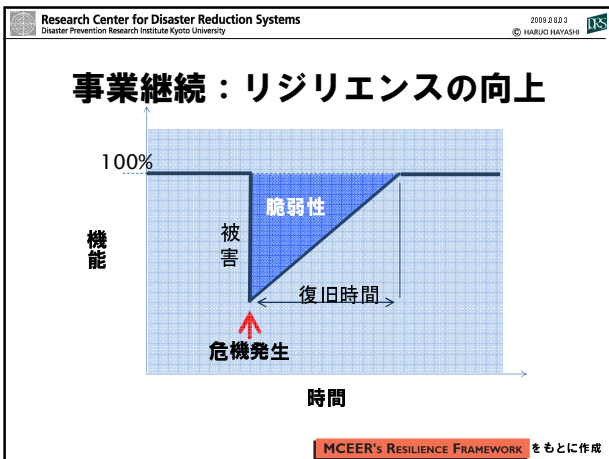 Research Center for Disaster Reduction Systems
Disaster Prevention Research Institute Kyoto University
2009.08.03
© HARUO HAYASHI
DRS
事業継続：リジリエンスの向上
100%
脆弱性
被害
機能
復旧時間
危機発生
時間
MCEER's RESILIENCE FRAMEWORK をもとに作成